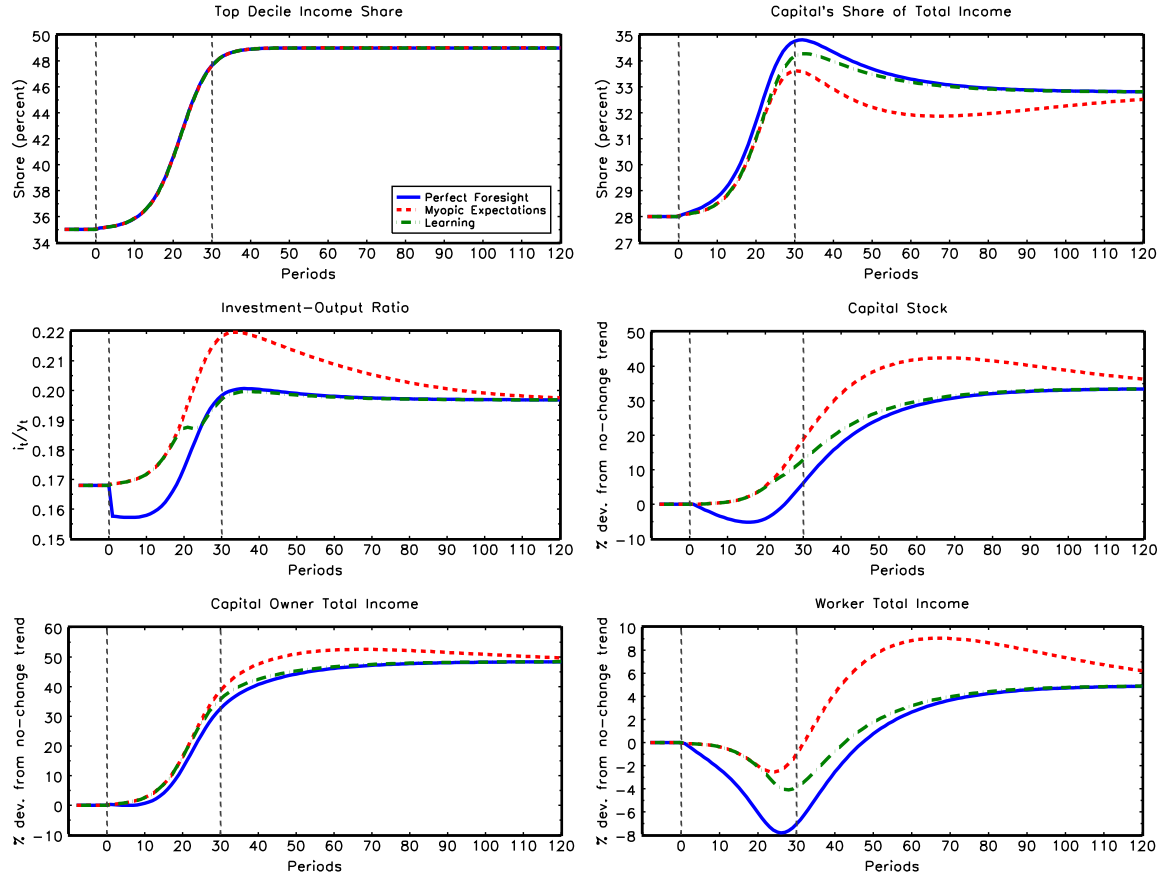 Top Decile Income Share
Share (percent)
50
48
46
44
42
40
38
36
34
Perfect Foresight
Myopic Expectations
Learning
0 10 20 30 40 50 60 70 80 90 100 110 120
Periods
Capital's Share of Total Income
Share (percent)
35
34
33
32
31
30
29
28
27
0 10 20 30 40 50 60 70 80 90 100 110 120
Periods
Investment-Output Ratio
it/yt
0.22
0.21
0.20
0.19
0.18
0.17
0.16
0.15
0 10 20 30 40 50 60 70 80 90 100 110 120
Periods
Capital Stock
% dev. from no-change trend
50
40
30
20
10
0
-10
0 10 20 30 40 50 60 70 80 90 100 110 120
Periods
Capital Owner Total Income
% dev. from no-change trend
60
50
40
30
20
10
0
-10
0 10 20 30 40 50 60 70 80 90 100 110 120
Periods
Worker Total Income
% dev. from no-change trend
10
8
6
4
2
0
-2
-4
-6
-8
0 10 20 30 40 50 60 70 80 90 100 110 120
Periods